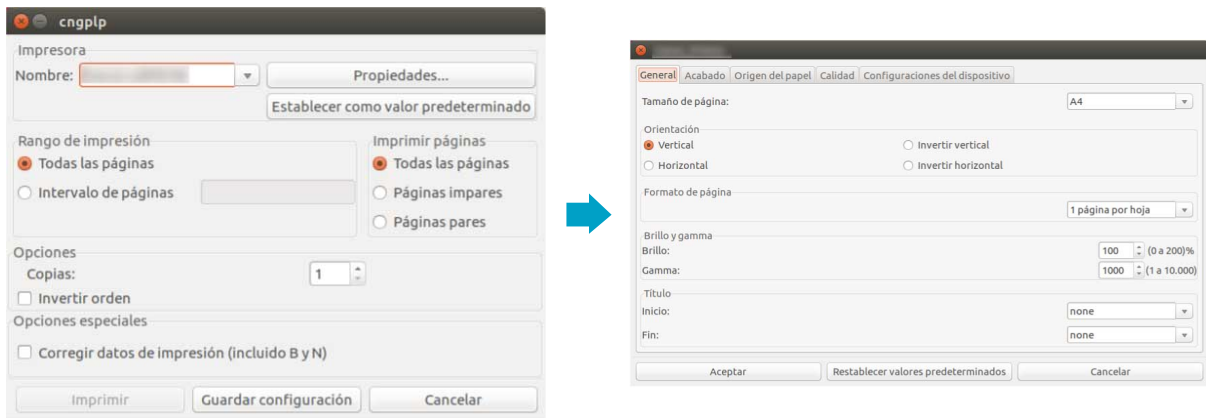 cngplp
Impresora
Nombre:
Propiedades...
Establecer como valor predeterminado
Rango de impresión
Todas las páginas
Intervalo de páginas
Imprimir páginas
Todas las páginas
Páginas impares
Páginas pares
Opciones
Copias: 1
Invertir orden
Opciones especiales
Corregir datos de impresión (incluido B y N)
Imprimir Guardar configuración Cancelar
General Acabado Origen del papel Calidad Configuraciones del dispositivo
Tamaño de página: A4
Orientación
Vertical Invertir vertical
Horizontal Invertir horizontal
Formato de página
1 página por hoja
Brillo y gamma
Brillo: 100 (0 a 200)%
Gamma: 1000 (1 a 10.000)
Título
Inicio: none
Fin: none
Aceptar Restablecer valores predeterminados Cancelar